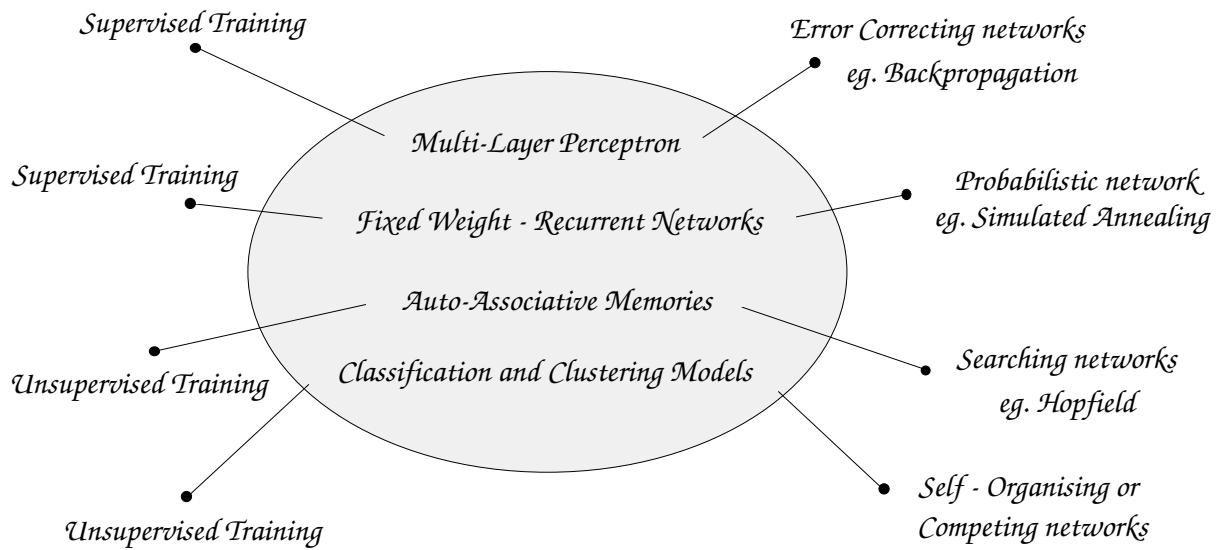 Supervised Training
Error Correcting networks
eg. Backpropagation
Multi-Layer Perceptron
Supervised Training
Probabilistic network
eg. Simulated Annealing
Fixed Weight - Recurrent Networks
Auto-Associative Memories
Unsupervised Training
Classification and Clustering Models
Searching networks
eg. Hopfield
Unsupervised Training
Self - Organising or
Competing networks